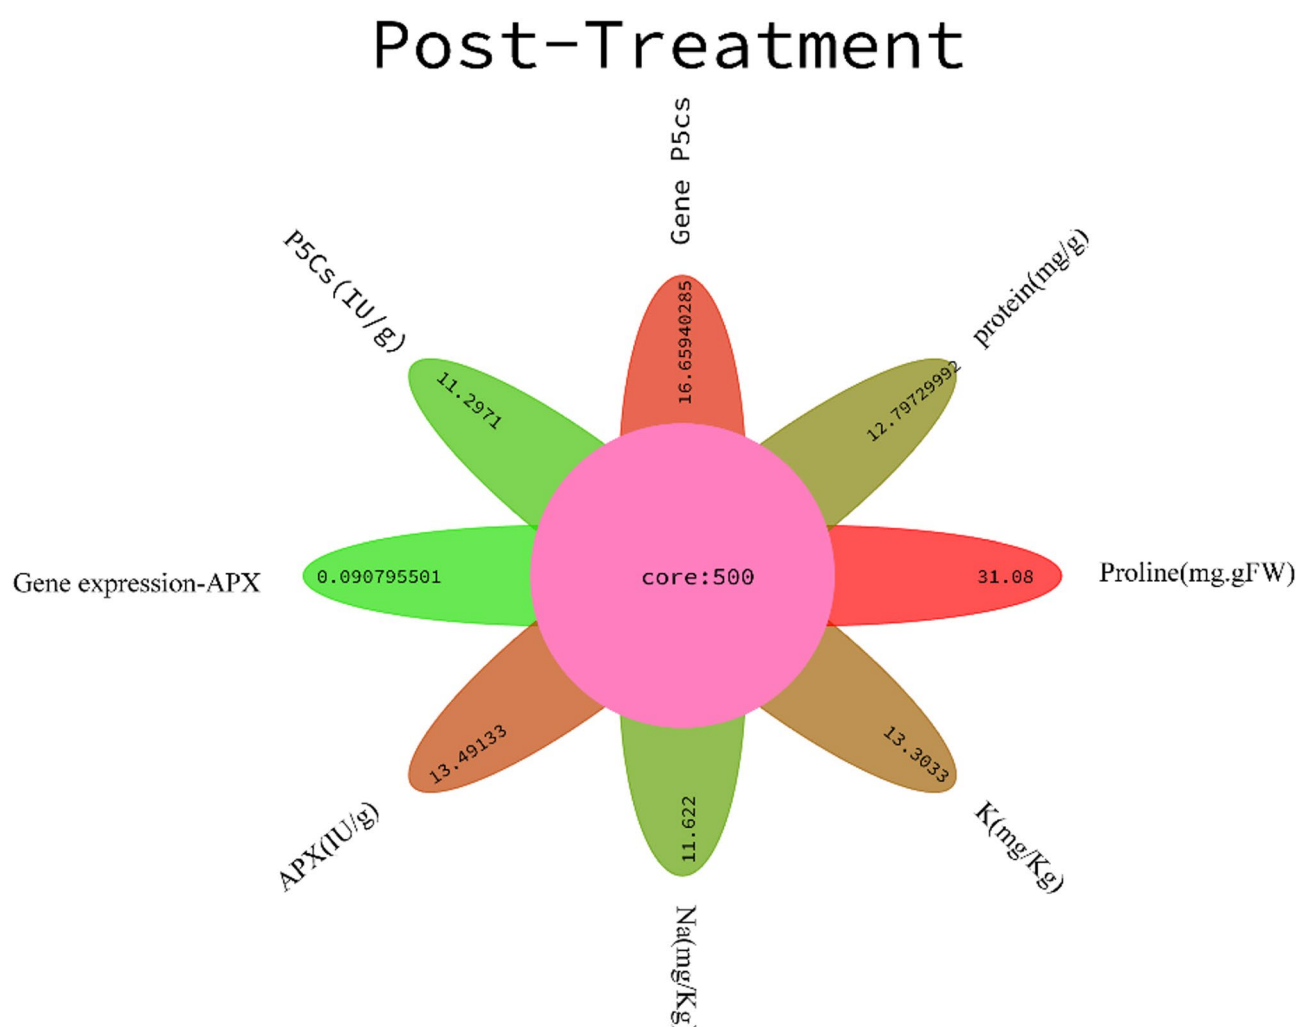 Post-Treatment
Gene P5cs
16.65940285
protein(mg/g)
12.79729992
Proline(mg.gFW)
31.08
K(mg/Kg)
13.3033
Na(mg/Kg)
11.622
APX(IU/g)
13.49133
Gene expression-APX
0.090795501
P5Cs(IU/g)
11.2971
core:500